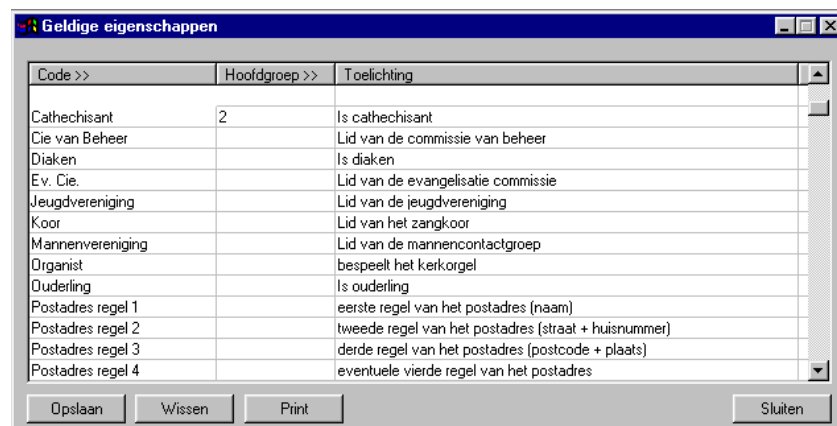 Geldige eigenschappen
Code >> Hoofdgroep >> Toelichting
Cathechisant 2 Is cathechisant
Cie van Beheer Lid van de commissie van beheer
Diaken Is diaken
Ev. Cie. Lid van de evangelisatie commissie
Jeugdvereniging Lid van de jeugdvereniging
Koor Lid van het zangkoor
Mannenvereniging Lid van de mannencontactgroep
Organist bespeelt het kerkorgel
Ouderling Is ouderling
Postadres regel 1 eerste regel van het postadres (naam)
Postadres regel 2 tweede regel van het postadres (straat + huisnummer)
Postadres regel 3 derde regel van het postadres (postcode + plaats)
Postadres regel 4 eventuele vierde regel van het postadres
Opslaan Wissen Print Sluiten